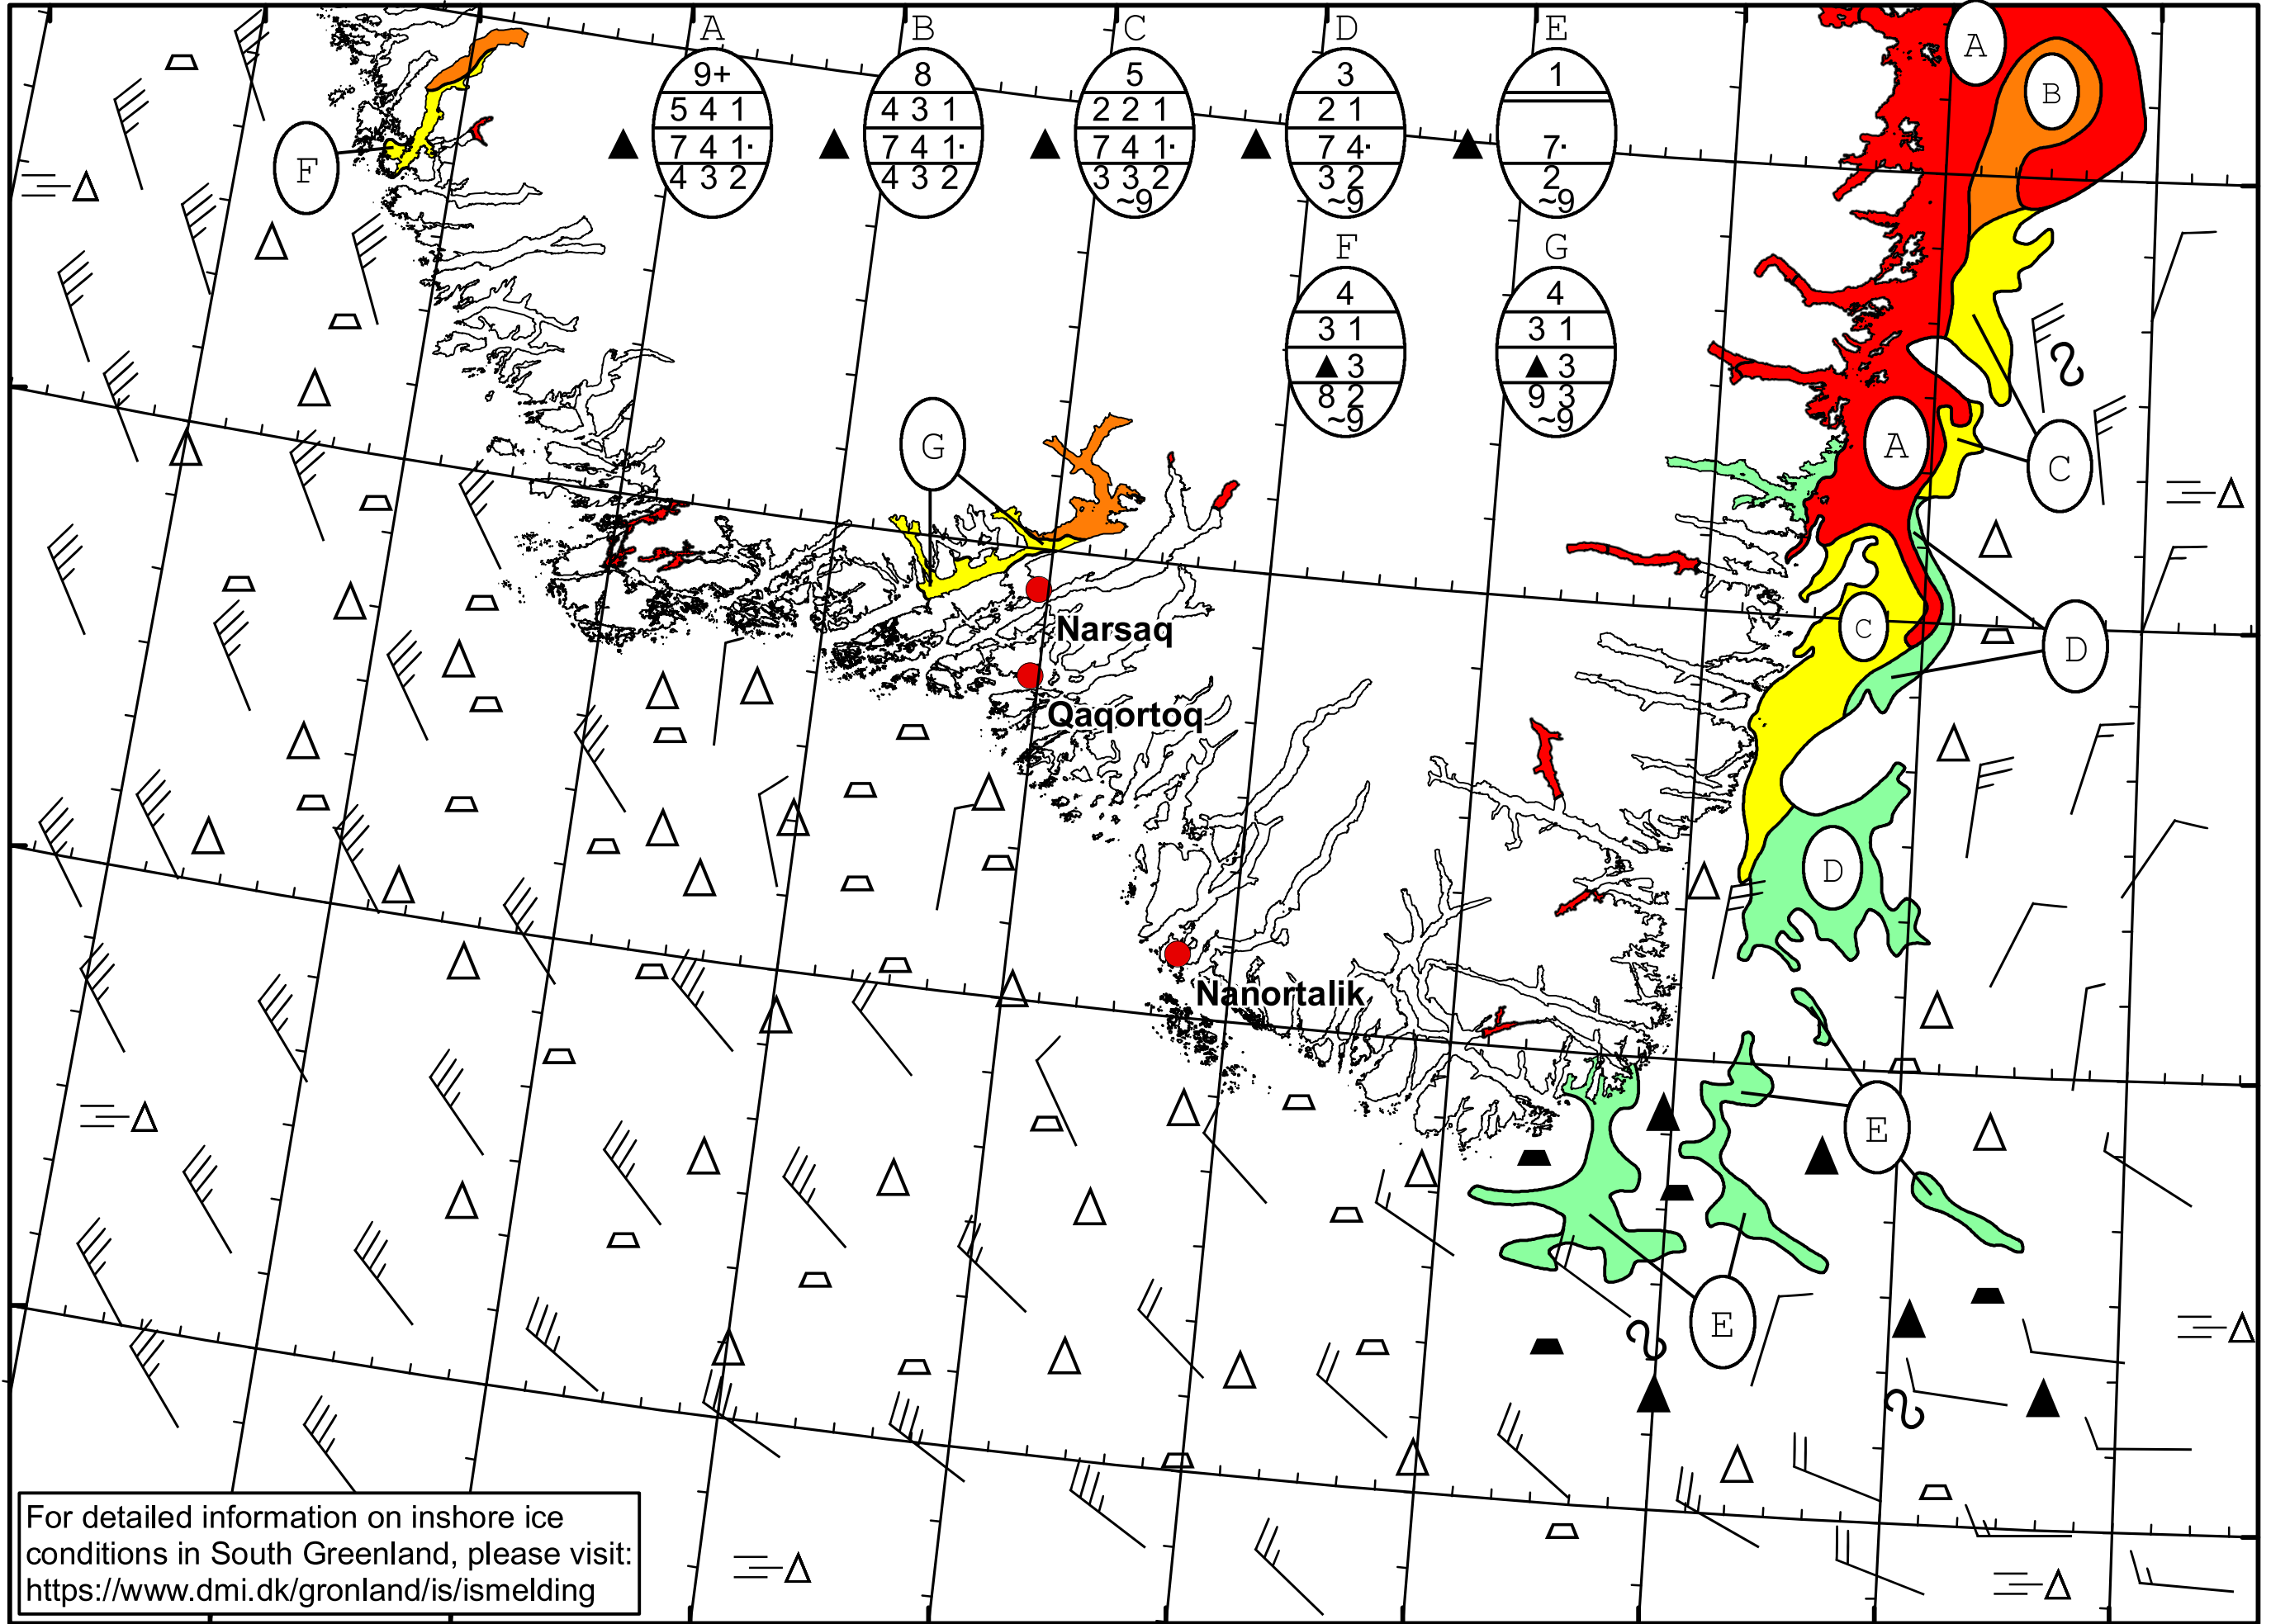 A B C D E
9+ 8 5 3 1
5 4 1 4 3 1 2 2 1 2 1
7 4 1· 7 4 1· 7 4 1· 7 4· 7·
4 3 2 4 3 2 3 3 2 3 2 2
~9 ~9 ~9
F G
4 4
3 1 3 1
▲ 3 ▲ 3
8 2 9 3
~9 ~9
A
B
F
G
A
C
C
D
Narsaq
Qaqortoq
D
Nanortalik
E
E
For detailed information on inshore ice
conditions in South Greenland, please visit:
https://www.dmi.dk/gronland/is/ismelding